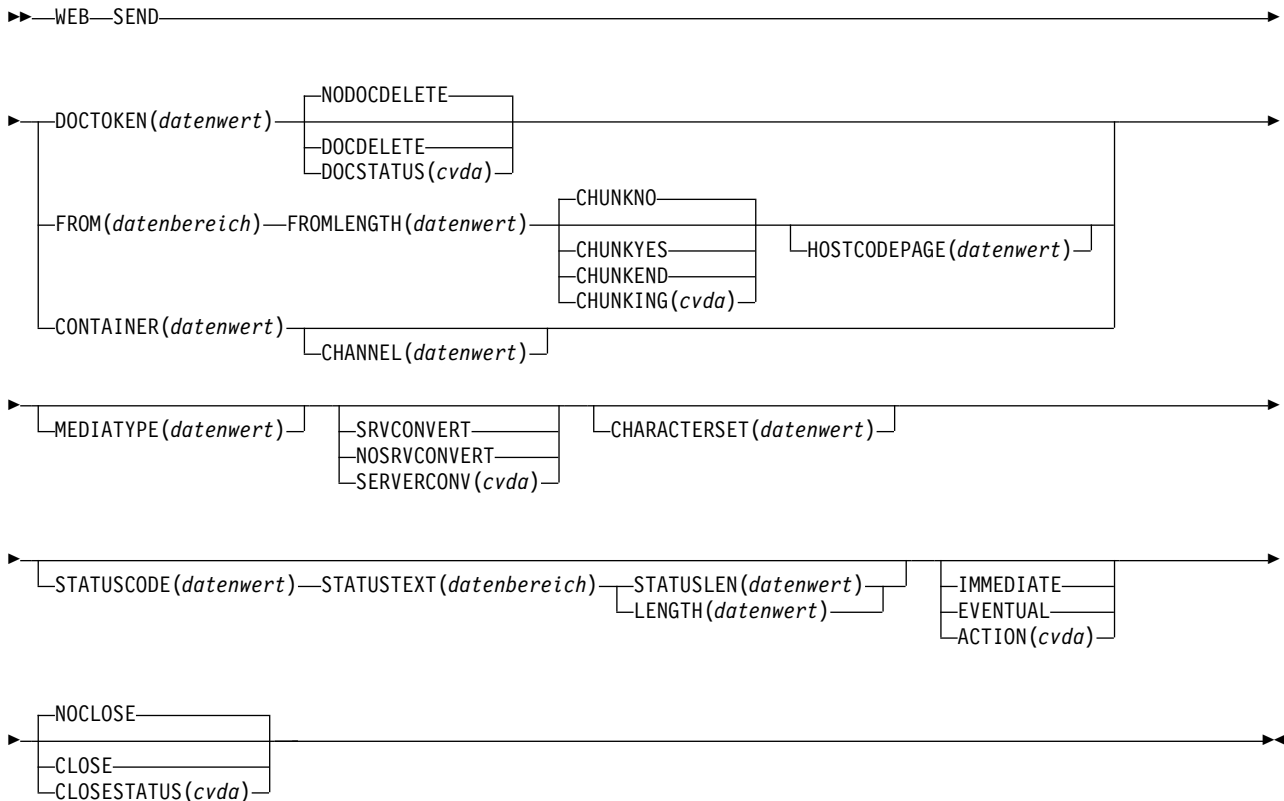 WEB SEND
NODOCDELETE
DOCTOKEN(datenwert)
DOCDELETE
DOCSTATUS(cvda)
CHUNKNO
FROM(datenbereich) FROMLENGTH(datenwert)
CHUNKYES
HOSTCODEPAGE(datenwert)
CHUNKEND
CHUNKING(cvda)
CONTAINER(datenwert)
CHANNEL(datenwert)
MEDIATYPE(datenwert)
SRVCONVERT
NOSRVCONVERT
SERVERCONV(cvda)
CHARACTERSET(datenwert)
STATUSCODE(datenwert) STATUSTEXT(datenbereich) STATUSLEN(datenwert)
LENGTH(datenwert)
IMMEDIATE
EVENTUAL
ACTION(cvda)
NOCLOSE
CLOSE
CLOSESTATUS(cvda)